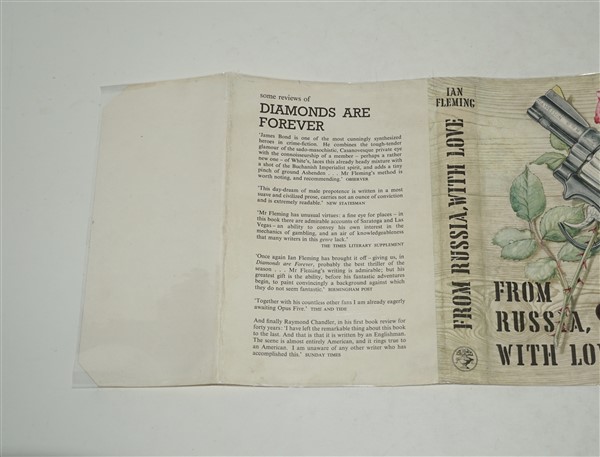 some reviews of
DIAMONDS ARE
FOREVER
'James Bond is one of the most cunningly synthesized
heroes in crime-fiction. He combines the tough-tender
glamour of the sado-masochistic, Casanovesque private eye
with the connoisseurship of a member – perhaps a rather
new one – of White's, laces this already heady mixture with
a shot of the Buchanish Imperialist spirit, and adds a tiny
pinch of ground Ashenden . . . Mr Fleming's method is
worth noting, and recommending.' OBSERVER
'This day-dream of male prepotence is written in a most
suave and civilized prose, carries not an ounce of conviction
and is extremely readable.' NEW STATESMAN
'Mr Fleming has unusual virtues: a fine eye for places – in
this book there are admirable accounts of Saratoga and Las
Vegas – an ability to convey his own interest in the
mechanics of gambling, and an air of knowledgeableness
that many writers in this genre lack.'
THE TIMES LITERARY SUPPLEMENT
'Once again Ian Fleming has brought it off – giving us, in
Diamonds are Forever, probably the best thriller of the
season . . . Mr Fleming's writing is admirable; but his
greatest gift is the ability, before his fantastic adventures
begin, to paint convincingly a background against which
they do not seem fantastic.' BIRMINGHAM POST
'Together with his countless other fans I am already eagerly
awaiting Opus Five.' TIME AND TIDE
And finally Raymond Chandler, in his first book review for
forty years: 'I have left the remarkable thing about this book
to the last. And that is that it is written by an Englishman.
The scene is almost entirely American, and it rings true to
an American. I am unaware of any other writer who has
accomplished this.' SUNDAY TIMES
IAN
FLEMING
FROM RUSSIA, WITH LOVE
FROM
RUSSIA,
WITH LOV